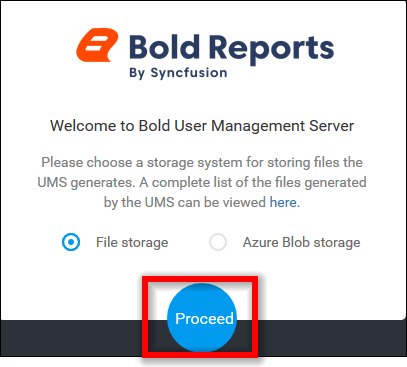 Bold Reports
By Syncfusion
Welcome to Bold User Management Server
Please choose a storage system for storing files the
UMS generates. A complete list of the files generated
by the UMS can be viewed here.
File storage Azure Blob storage
Proceed